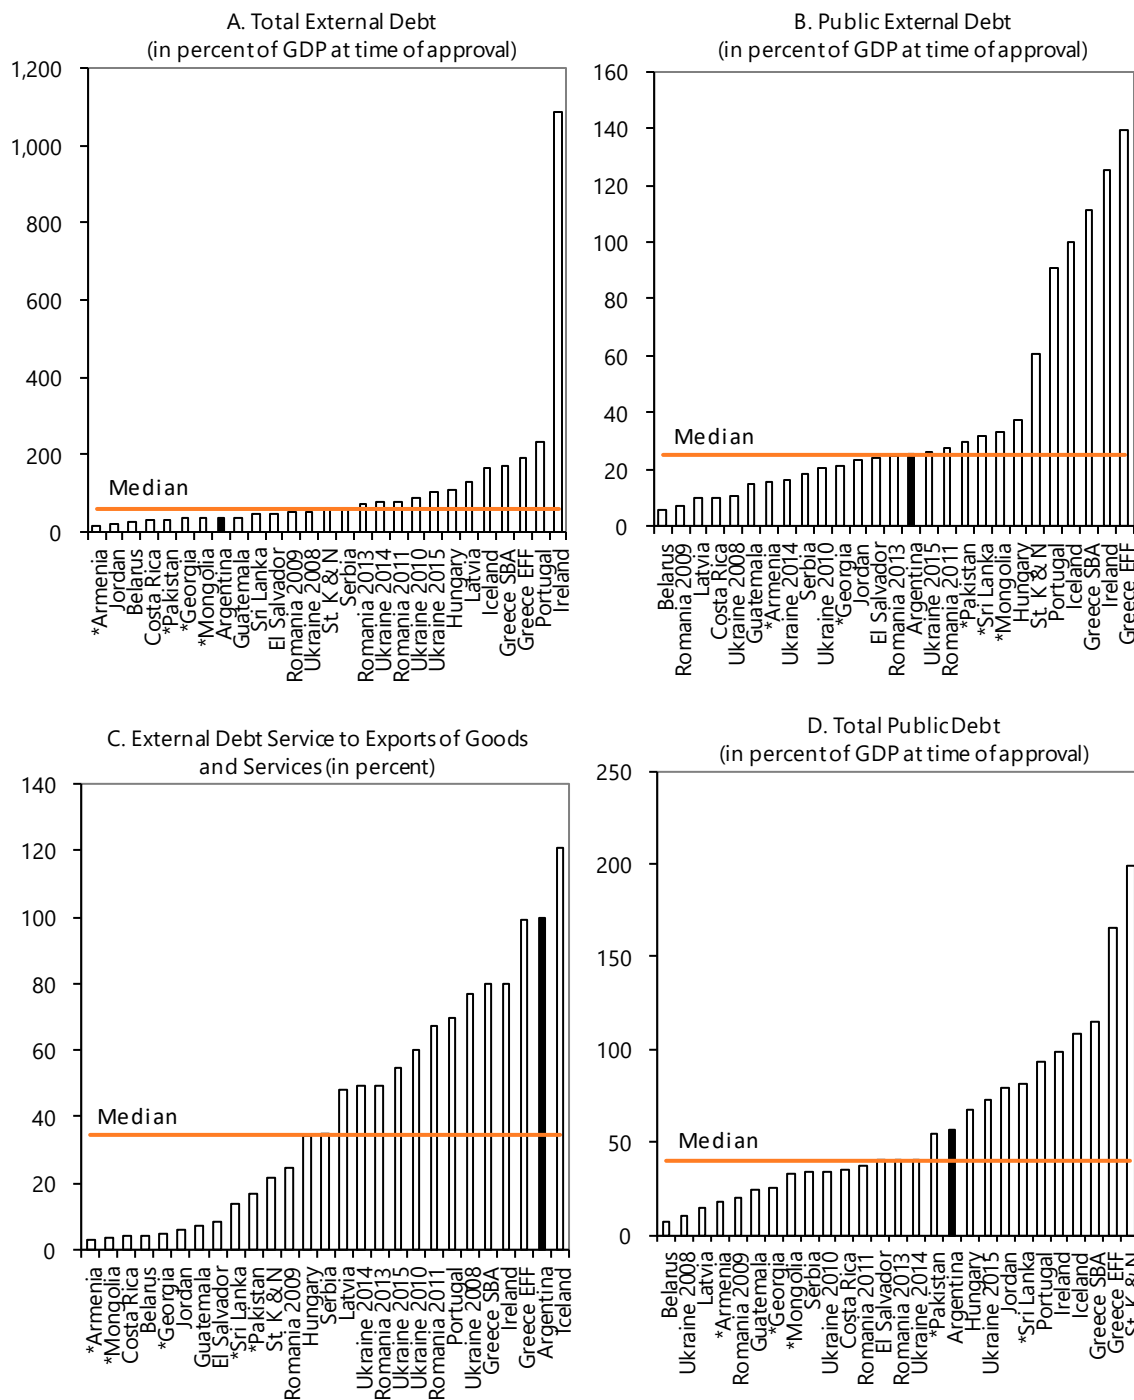 A. Total External Debt
(in percent of GDP at time of approval)
1,200
1,000
800
600
400
200
0
Median
*Armenia
Jordan
Belarus
Costa Rica
*Pakistan
*Georgia
*Mongolia
Argentina
Guatemala
Sri Lanka
El Salvador
Romania 2009
Ukraine 2008
St. K & N
Serbia
Romania 2013
Ukraine 2014
Romania 2011
Ukraine 2010
Ukraine 2015
Hungary
Latvia
Iceland
Greece SBA
Greece EFF
Portugal
Ireland
B. Public External Debt
(in percent of GDP at time of approval)
160
140
120
100
80
60
40
20
0
Median
Belarus
Romania 2009
Latvia
Costa Rica
Ukraine 2008
Guatemala
*Armenia
Ukraine 2014
Serbia
Ukraine 2010
*Georgia
Jordan
El Salvador
Romania 2013
Argentina
Ukraine 2015
Romania 2011
*Pakistan
*Sri Lanka
*Mongolia
Hungary
St. K & N
Portugal
Iceland
Greece SBA
Ireland
Greece EFF
C. External Debt Service to Exports of Goods
and Services (in percent)
140
120
100
80
60
40
20
0
Median
*Armenia
*Mongolia
Costa Rica
Belarus
*Georgia
Jordan
Guatemala
El Salvador
*Sri Lanka
*Pakistan
St. K & N
Romania 2009
Hungary
Serbia
Latvia
Ukraine 2014
Romania 2013
Ukraine 2015
Ukraine 2010
Romania 2011
Portugal
Ukraine 2008
Greece SBA
Ireland
Greece EFF
Argentina
Iceland
D. Total Public Debt
(in percent of GDP at time of approval)
250
200
150
100
50
0
Median
Belarus
Ukraine 2008
Latvia
*Armenia
Romania 2009
Guatemala
*Georgia
*Mongolia
Serbia
Ukraine 2010
Costa Rica
Romania 2011
El Salvador
Romania 2013
Ukraine 2014
*Pakistan
Argentina
Hungary
Ukraine 2015
Jordan
*Sri Lanka
Portugal
Ireland
Iceland
Greece SBA
Greece EFF
St. K & N